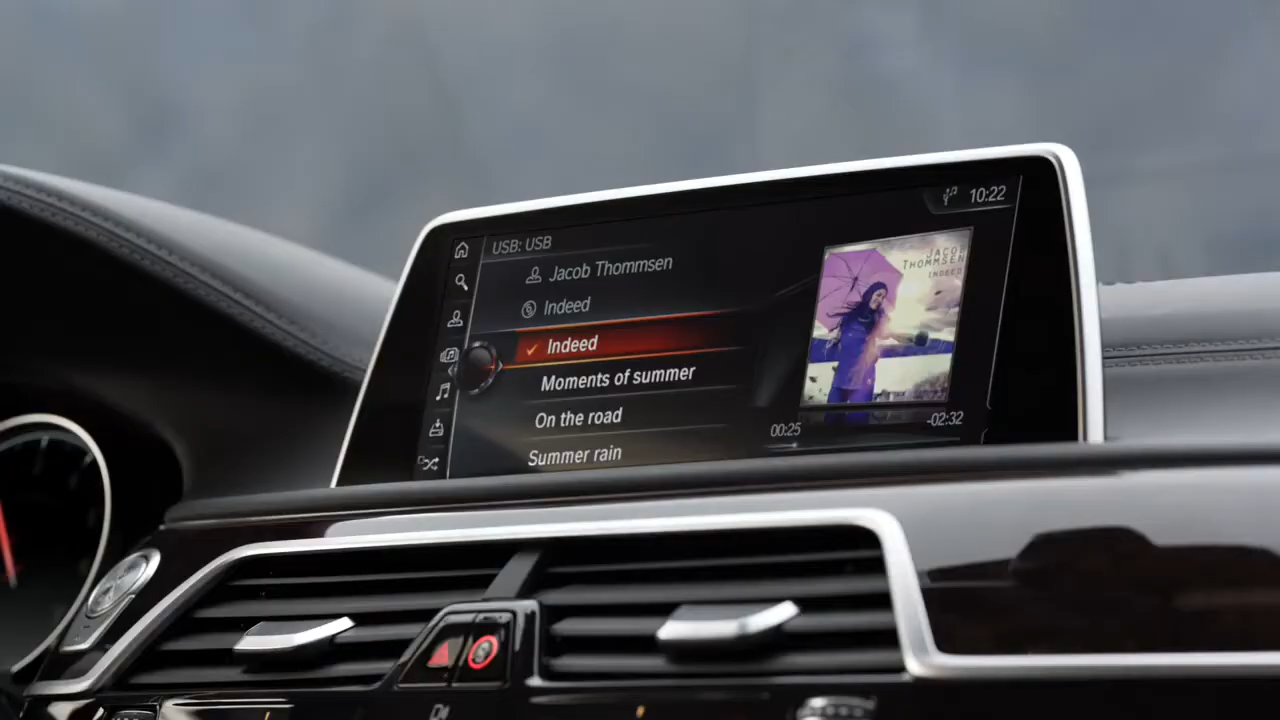 10:22
USB: USB
Jacob Thommsen
Indeed
Indeed
Moments of summer
On the road
Summer rain
JACOB
THOMMSEN
INDEED
00:25
-02:32